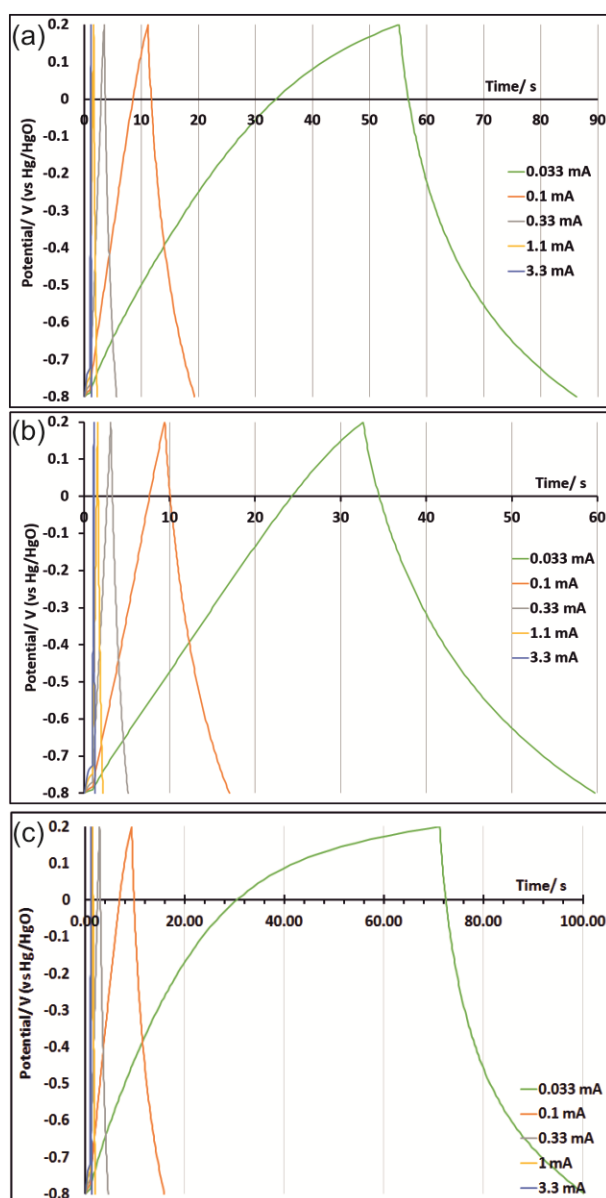 (a)
0.2
0.1
Time/ s
0
0 10 20 30 40 50 60 70 80 90
-0.1
-0.2
-0.3
-0.4
-0.5
-0.6
-0.7
-0.8
Potential/ V (vs Hg/HgO)
0.033 mA
0.1 mA
0.33 mA
1.1 mA
3.3 mA
(b)
0.2
0.1
Time/ s
0
0 10 20 30 40 50 60
-0.1
-0.2
-0.3
-0.4
-0.5
-0.6
-0.7
-0.8
Potential/ V (vs Hg/HgO)
0.033 mA
0.1 mA
0.33 mA
1.1 mA
3.3 mA
(c)
0.2
0.1
Time/ s
0
0.00 20.00 40.00 60.00 80.00 100.00
-0.1
-0.2
-0.3
-0.4
-0.5
-0.6
-0.7
-0.8
Potential/ V (vs Hg/HgO)
0.033 mA
0.1 mA
0.33 mA
1 mA
3.3 mA